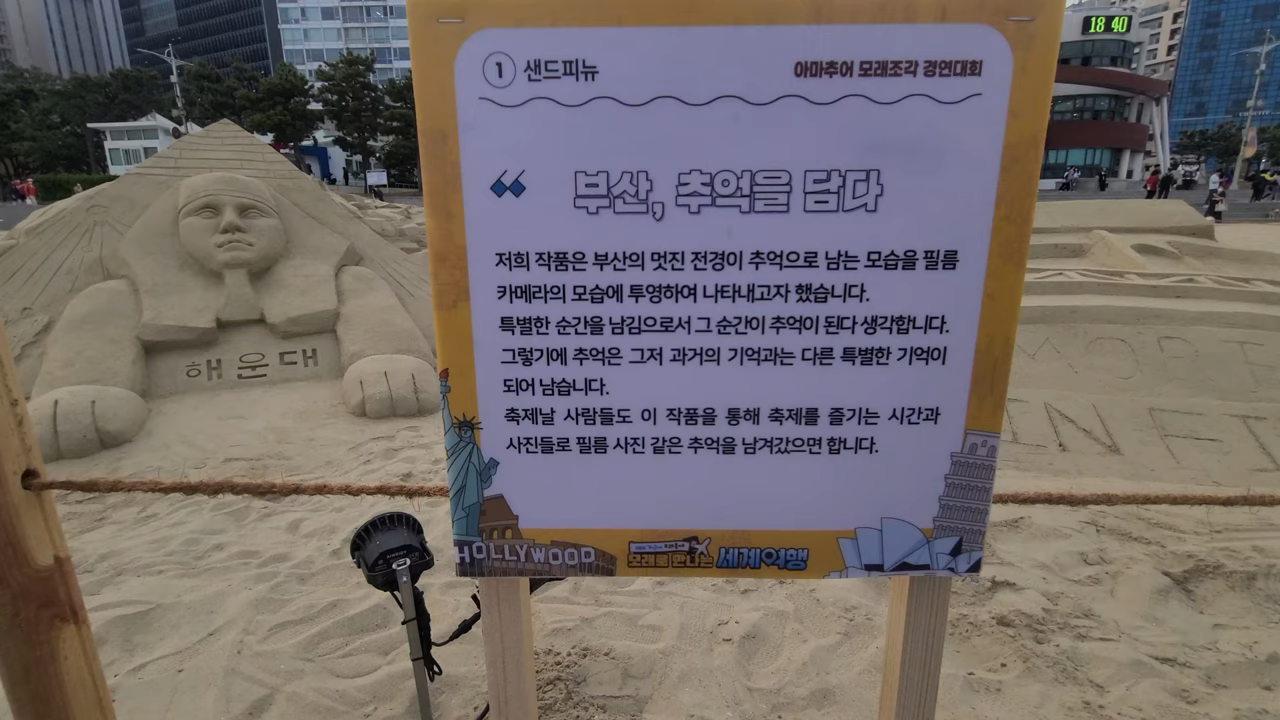 18 40
① 샌드피뉴
아마추어 모래조각 경연대회
부산, 추억을 담다
저희 작품은 부산의 멋진 전경이 추억으로 남는 모습을 필름
카메라의 모습에 투영하여 나타내고자 했습니다.
특별한 순간을 남김으로서 그 순간이 추억이 된다 생각합니다.
그렇기에 추억은 그저 과거의 기억과는 다른 특별한 기억이
되어 남습니다.
축제날 사람들도 이 작품을 통해 축제를 즐기는 시간과
사진들로 필름 사진 같은 추억을 남겨갔으면 합니다.
해운대
HOLLYWOOD
모래로 만나는 세계여행